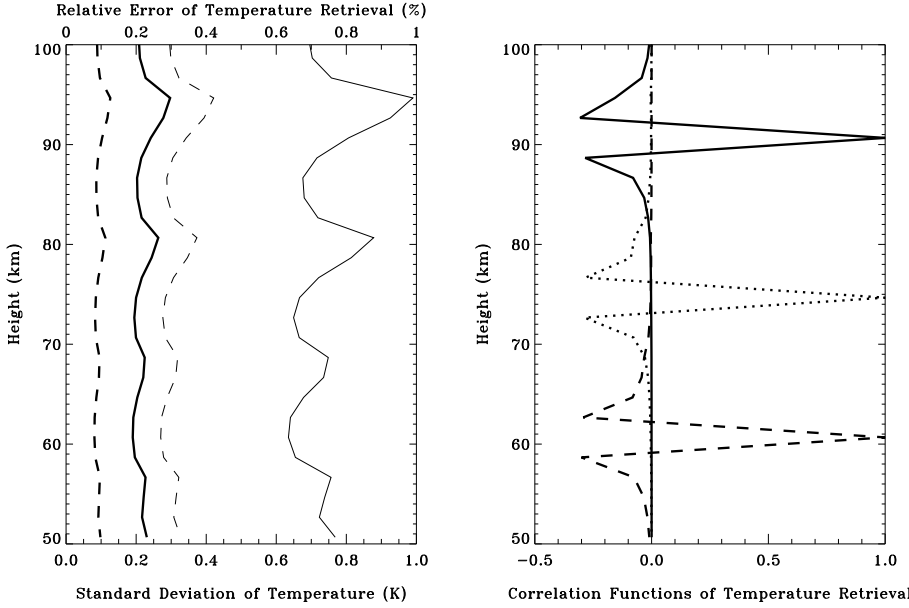 Relative Error of Temperature Retrieval (%)
0 0.2 0.4 0.6 0.8 1
100
90
80
70
60
50
Height (km)
0.0 0.2 0.4 0.6 0.8 1.0
Standard Deviation of Temperature (K)
100
90
80
70
60
50
Height (km)
−0.5 0.0 0.5 1.0
Correlation Functions of Temperature Retrieval